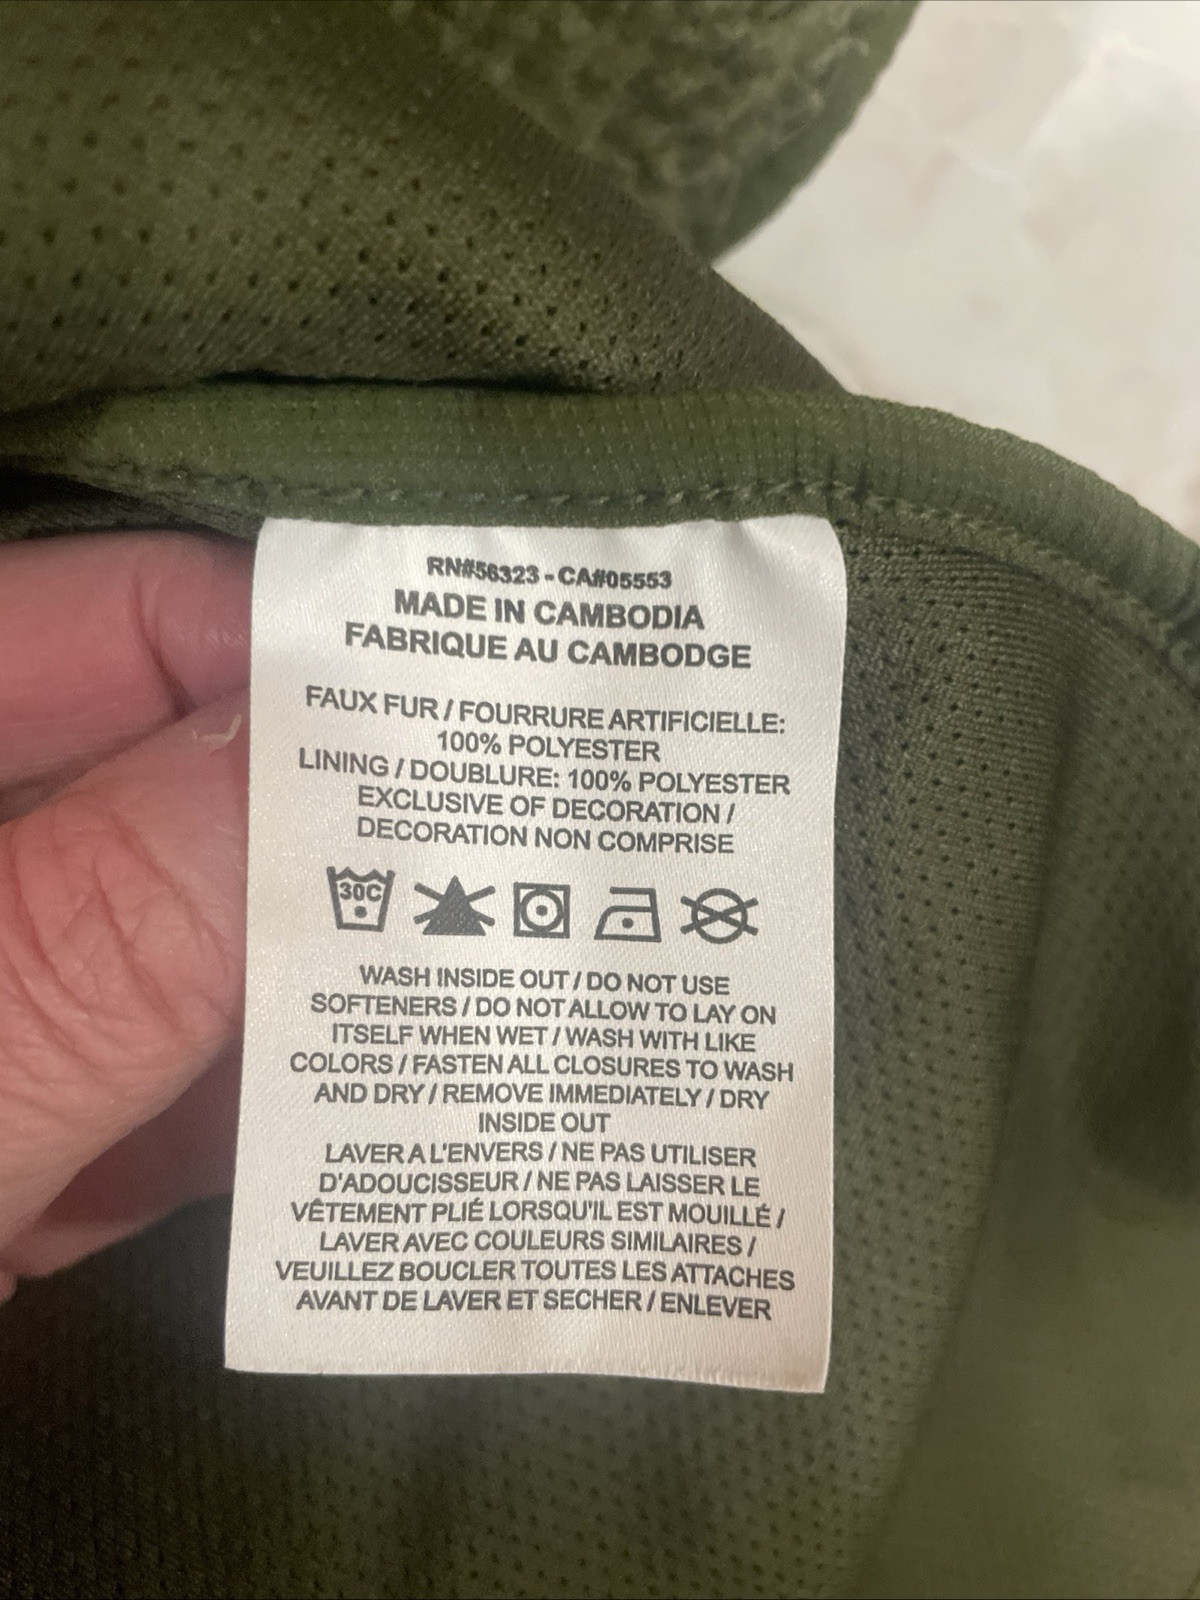 RN#56323 - CA#05553
MADE IN CAMBODIA
FABRIQUE AU CAMBODGE
FAUX FUR / FOURRURE ARTIFICIELLE:
100% POLYESTER
LINING / DOUBLURE: 100% POLYESTER
EXCLUSIVE OF DECORATION /
DECORATION NON COMPRISE
30C
WASH INSIDE OUT / DO NOT USE
SOFTENERS / DO NOT ALLOW TO LAY ON
ITSELF WHEN WET / WASH WITH LIKE
COLORS / FASTEN ALL CLOSURES TO WASH
AND DRY / REMOVE IMMEDIATELY / DRY
INSIDE OUT
LAVER A L'ENVERS / NE PAS UTILISER
D'ADOUCISSEUR / NE PAS LAISSER LE
VÊTEMENT PLIÉ LORSQU'IL EST MOUILLÉ /
LAVER AVEC COULEURS SIMILAIRES /
VEUILLEZ BOUCLER TOUTES LES ATTACHES
AVANT DE LAVER ET SECHER / ENLEVER